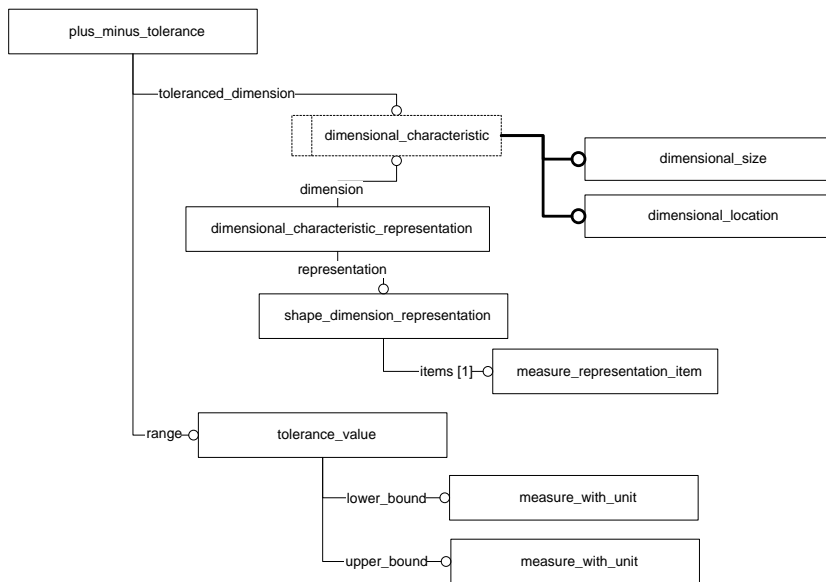 plus_minus_tolerance
toleranced_dimension
dimensional_characteristic
dimensional_size
dimension
dimensional_location
dimensional_characteristic_representation
representation
shape_dimension_representation
items [1]
measure_representation_item
range
tolerance_value
lower_bound
measure_with_unit
upper_bound
measure_with_unit